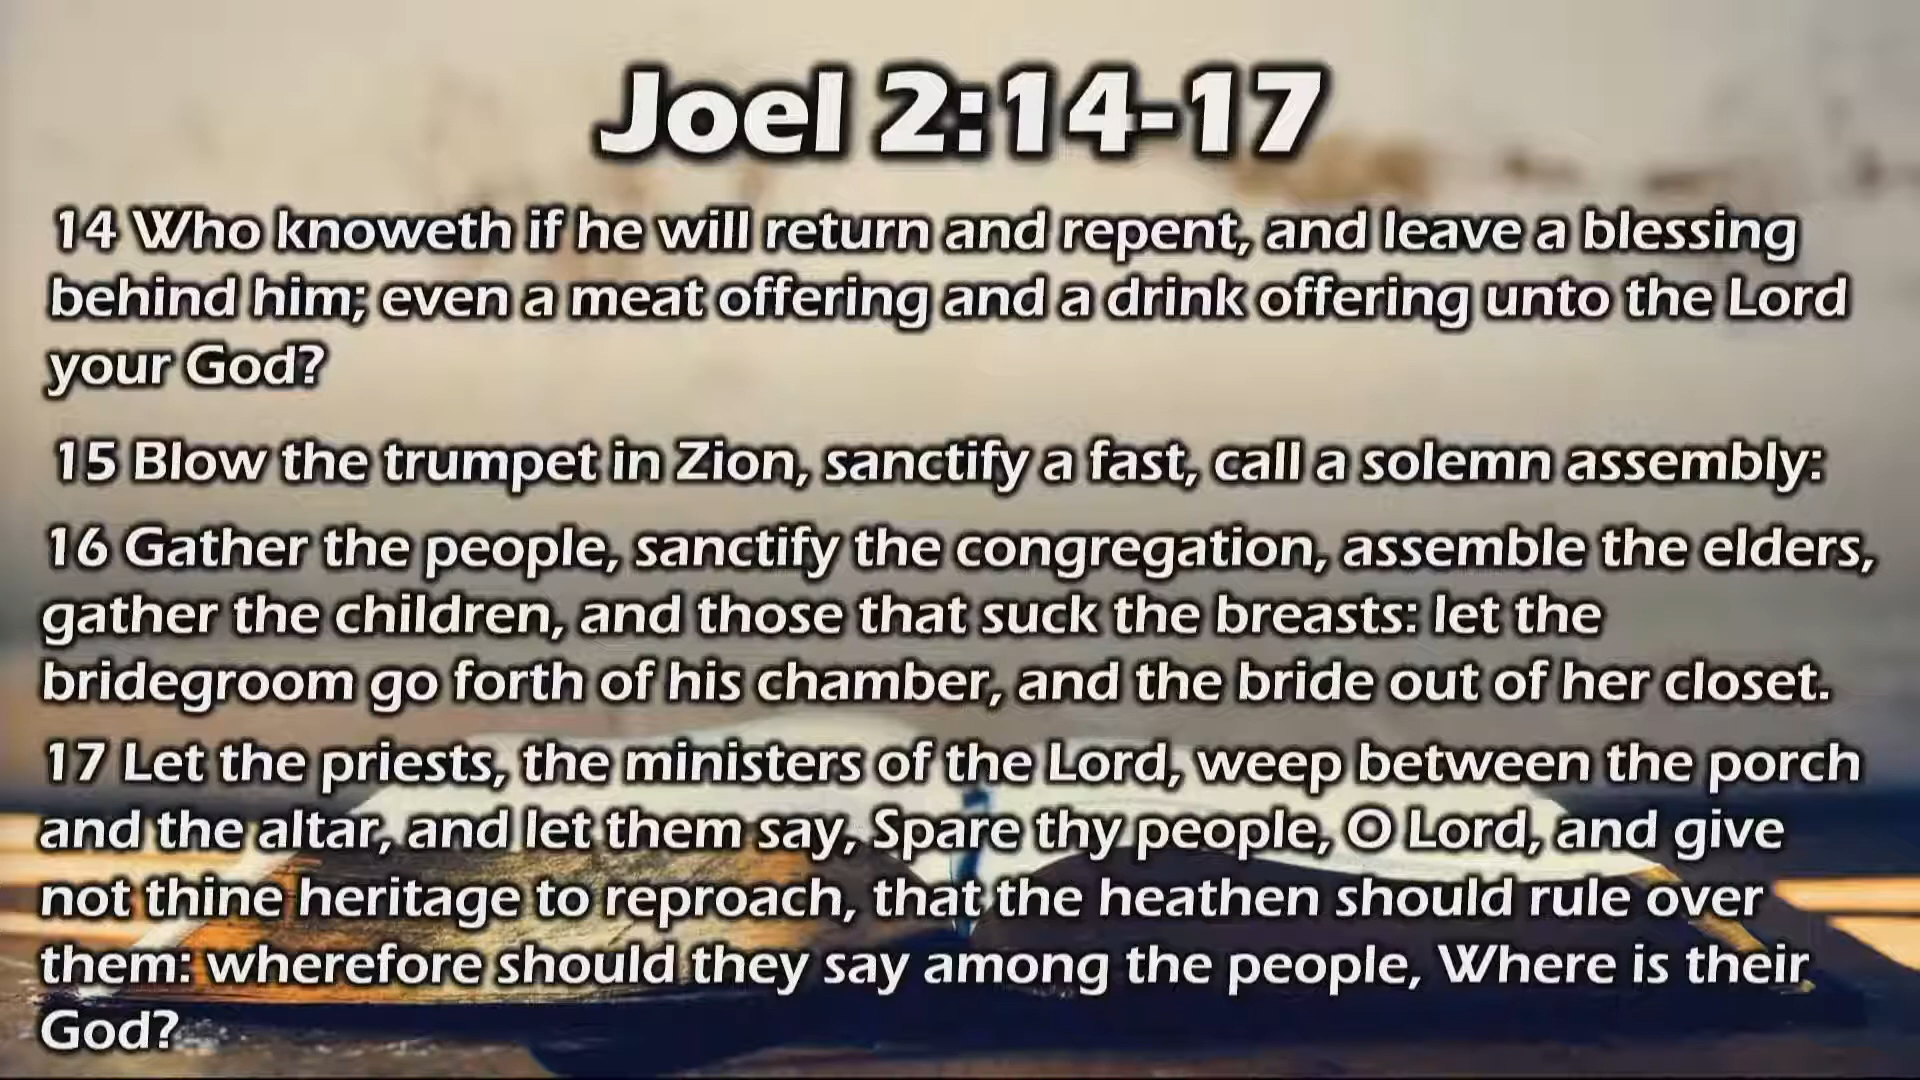 Joel 2:14-17
14 Who knoweth if he will return and repent, and leave a blessing
behind him; even a meat offering and a drink offering unto the Lord
your God?
15 Blow the trumpet in Zion, sanctify a fast, call a solemn assembly:
16 Gather the people, sanctify the congregation, assemble the elders,
gather the children, and those that suck the breasts: let the
bridegroom go forth of his chamber, and the bride out of her closet.
17 Let the priests, the ministers of the Lord, weep between the porch
and the altar, and let them say, Spare thy people, O Lord, and give
not thine heritage to reproach, that the heathen should rule over
them: wherefore should they say among the people, Where is their
God?